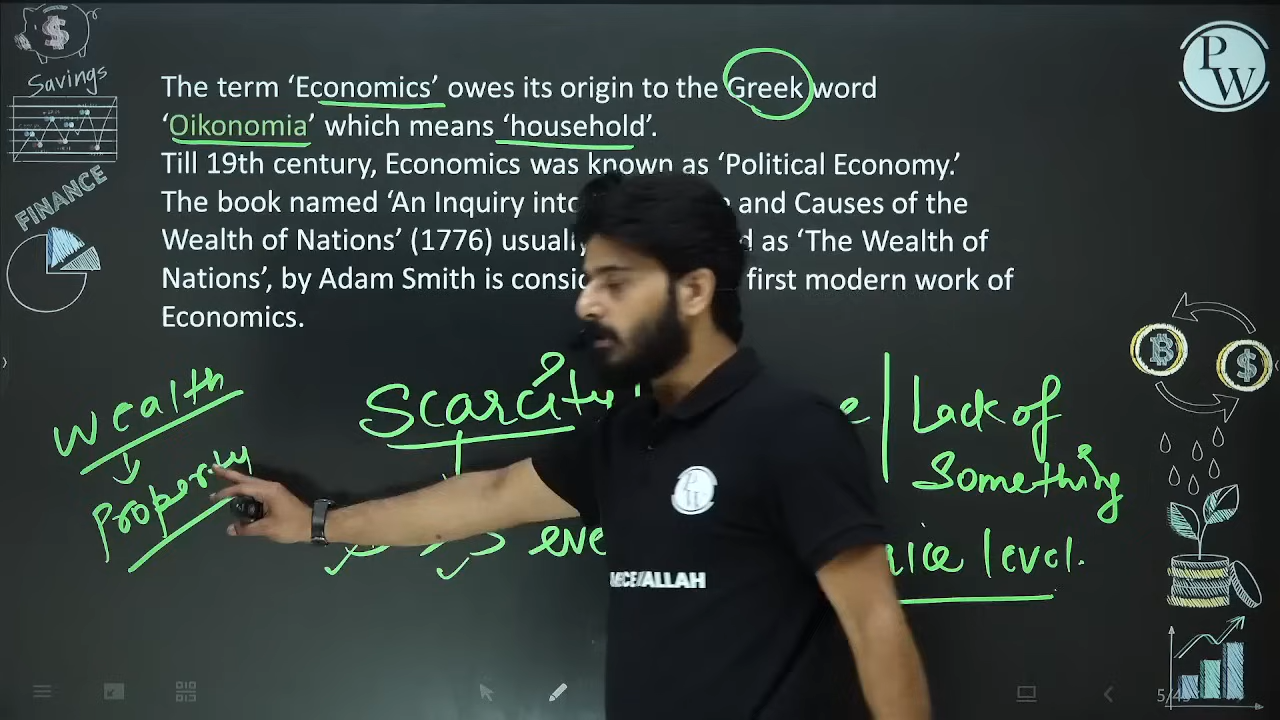 Savings
FINANCE
PW
The term ‘Economics’ owes its origin to the Greek word
‘Oikonomia’ which means ‘household’.
Till 19th century, Economics was known as ‘Political Economy.’
The book named ‘An Inquiry into and Causes of the
Wealth of Nations’ (1776) usually as ‘The Wealth of
Nations’, by Adam Smith is first modern work of
Economics.
Wealth
Property
Scarcity
Lack of
Something
level.
PW
WALLAH